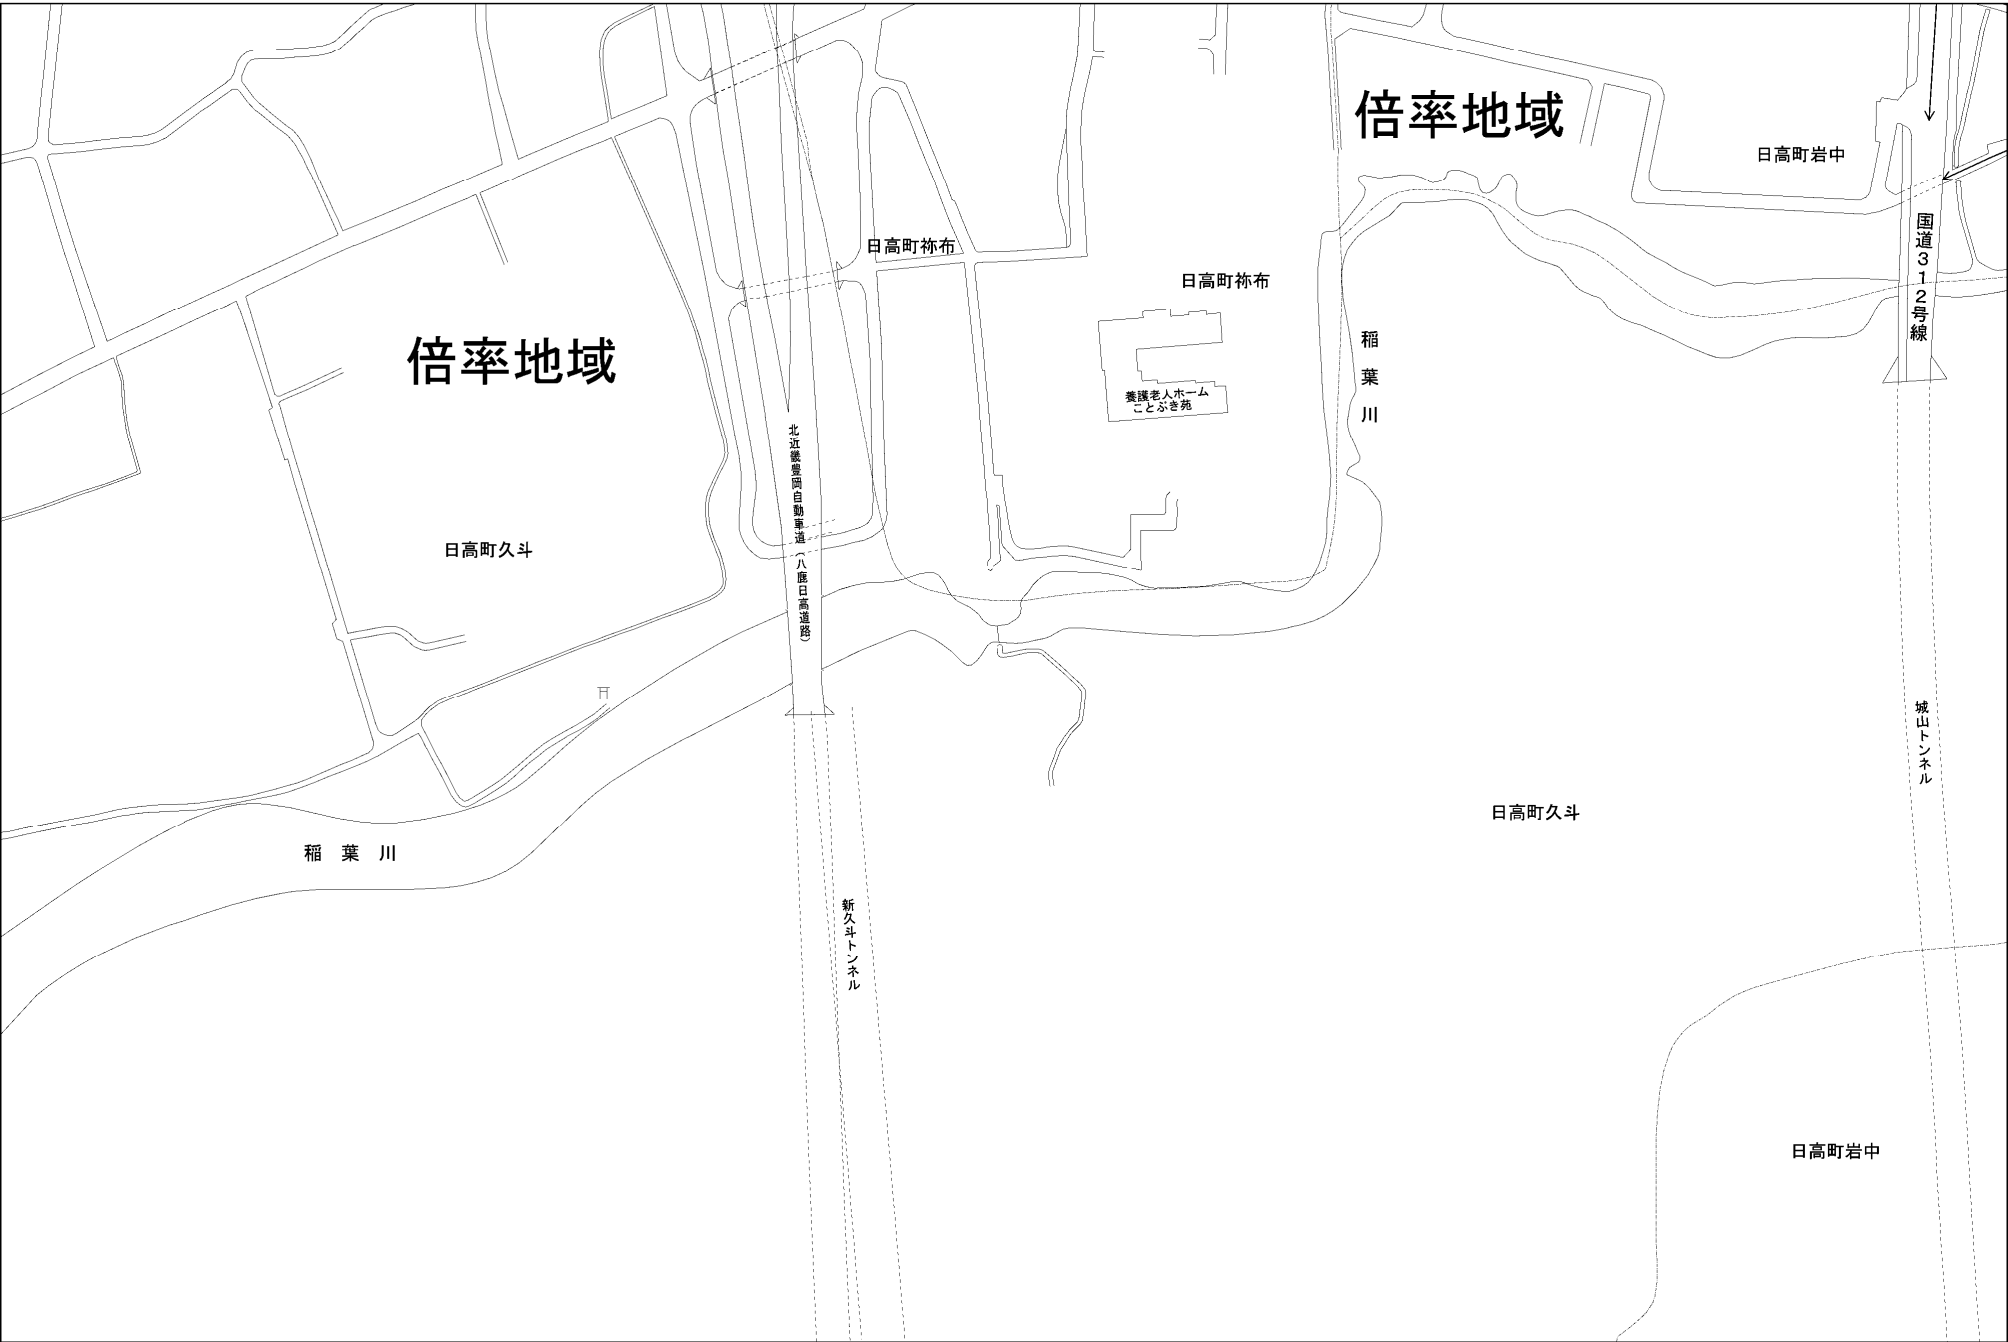 倍率地域
日高町岩中
国道312号線
日高町祢布
日高町祢布
倍率地域
稲葉川
養護老人ホーム
ことぶき苑
北近畿豊岡自動車道（八鹿日高道路）
日高町久斗
城山トンネル
日高町久斗
稲葉川
新久斗トンネル
日高町岩中